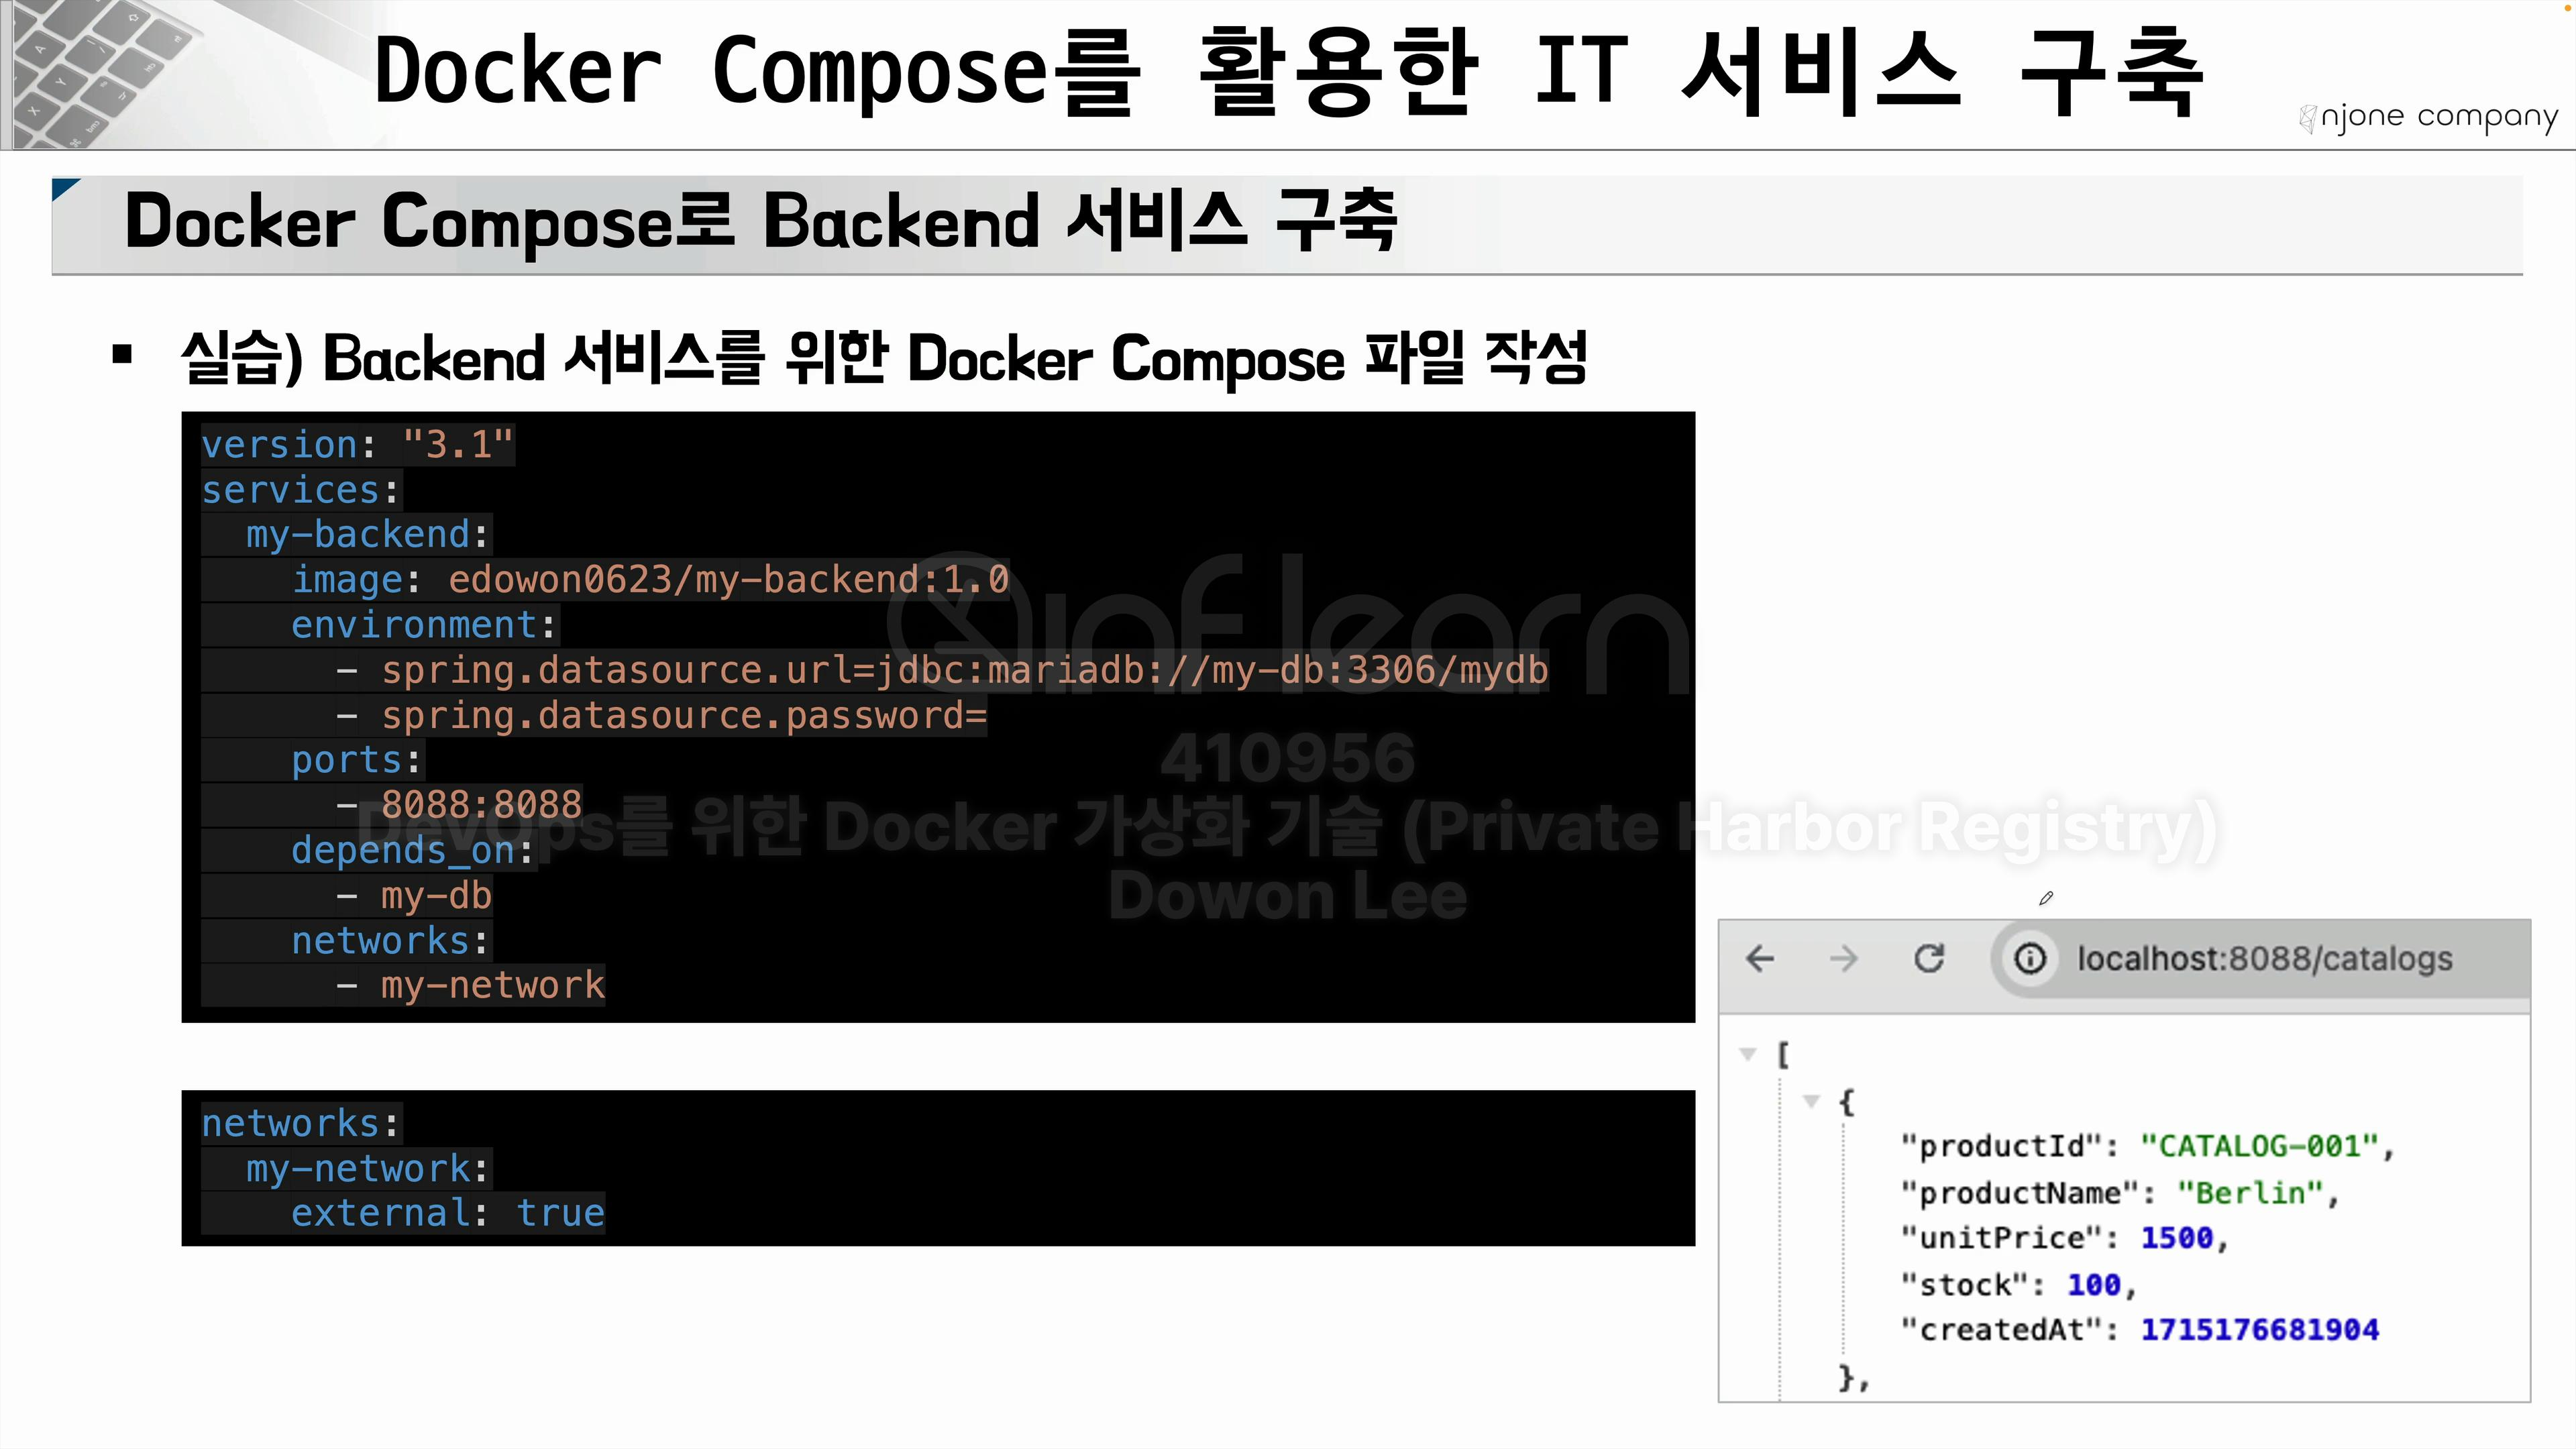 Docker Compose를 활용한 IT 서비스 구축
njone company
Docker Compose로 Backend 서비스 구축
▪ 실습) Backend 서비스를 위한 Docker Compose 파일 작성
version: "3.1"
services:
  my-backend:
    image: edowon0623/my-backend:1.0
    environment:
      - spring.datasource.url=jdbc:mariadb://my-db:3306/mydb
      - spring.datasource.password=
    ports:
      - 8088:8088
    depends_on:
      - my-db
    networks:
      - my-network
networks:
  my-network:
    external: true
inflearn
410956
DevOps를 위한 Docker 가상화 기술 (Private Harbor Registry)
Dowon Lee
localhost:8088/catalogs
[
{
"productId": "CATALOG-001",
"productName": "Berlin",
"unitPrice": 1500,
"stock": 100,
"createdAt": 1715176681904
},